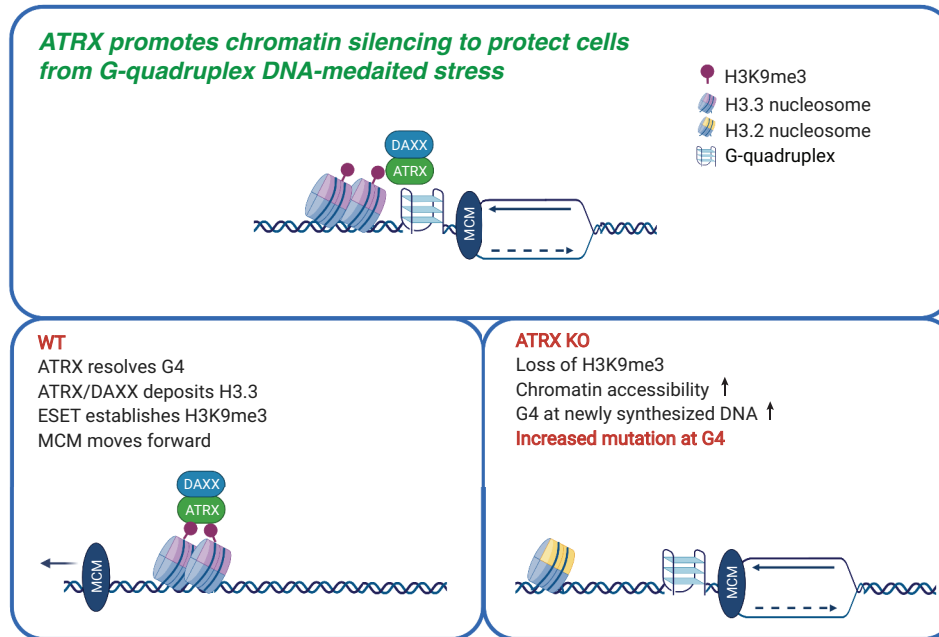 ATRX promotes chromatin silencing to protect cells
from G-quadruplex DNA-medaited stress
H3K9me3
H3.3 nucleosome
H3.2 nucleosome
G-quadruplex
DAXX
ATRX
MCM
WT
ATRX resolves G4
ATRX/DAXX deposits H3.3
ESET establishes H3K9me3
MCM moves forward
DAXX
ATRX
MCM
ATRX KO
Loss of H3K9me3
Chromatin accessibility ↑
G4 at newly synthesized DNA ↑
Increased mutation at G4
MCM